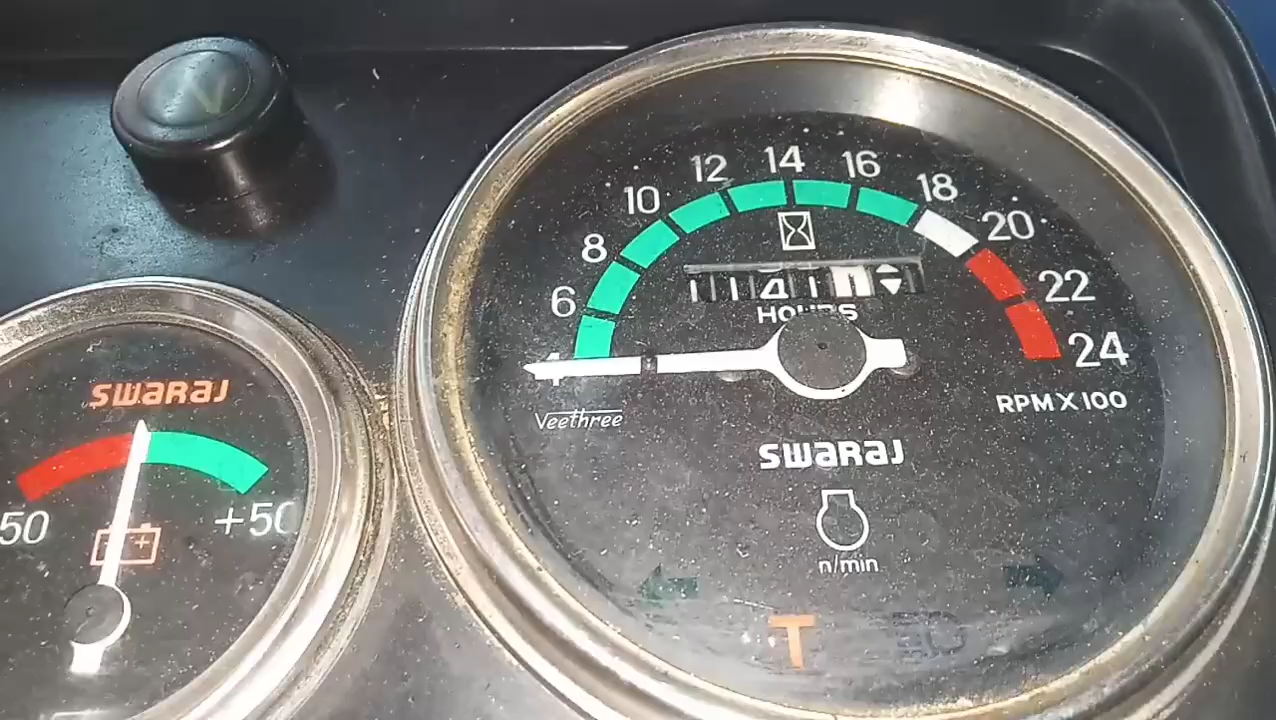 12 14 16
10 18
8 20
6 22
4 24
HOURS
RPM X 100
Veethree
SWARAJ
n/min
T
SWARAJ
50 +50
- +